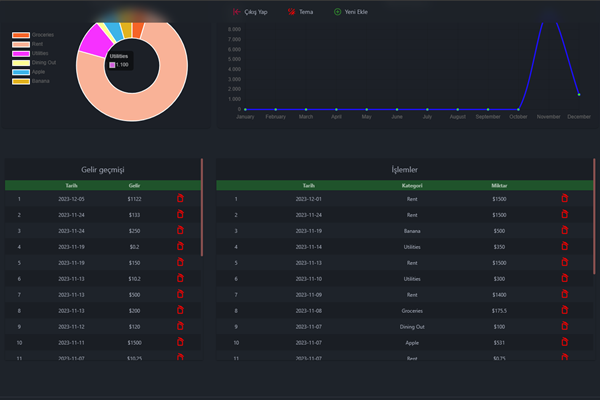 Çıkış Yap Tema Yeni Ekle
Groceries
Rent
Utilities
Dining Out
Apple
Banana
Utilities
1.100
8.000
7.000
6.000
5.000
4.000
3.000
2.000
1.000
0
January February March April May June July August September October November December
Gelir geçmişi
Tarih Gelir
1 2023-12-05 $1122
2 2023-11-24 $133
3 2023-11-24 $250
4 2023-11-19 $0.2
5 2023-11-19 $150
6 2023-11-13 $10.2
7 2023-11-13 $500
8 2023-11-13 $200
9 2023-11-12 $120
10 2023-11-11 $1500
11 2023-11-07 $10.25
İşlemler
Tarih Kategori Miktar
1 2023-12-01 Rent $1500
2 2023-11-24 Rent $1500
3 2023-11-19 Banana $500
4 2023-11-14 Utilities $350
5 2023-11-13 Rent $1500
6 2023-11-10 Utilities $300
7 2023-11-09 Rent $1400
8 2023-11-08 Groceries $175.5
9 2023-11-07 Dining Out $100
10 2023-11-07 Apple $531
11 2023-11-07 Rent $0.75